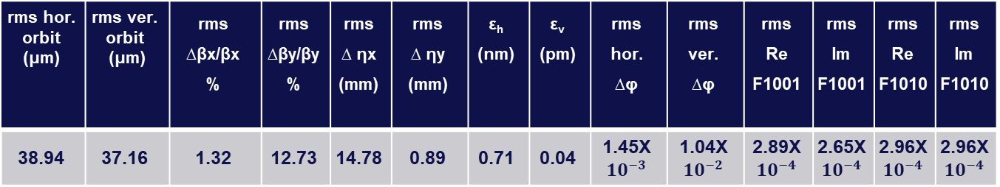 rms hor. orbit (μm)
rms ver. orbit (μm)
rms Δβx/βx %
rms Δβy/βy %
rms Δ ηx (mm)
rms Δ ηy (mm)
εh (nm)
εv (pm)
rms hor. Δφ
rms ver. Δφ
rms Re F1001
rms Im F1001
rms Re F1010
rms Im F1010
38.94
37.16
1.32
12.73
14.78
0.89
0.71
0.04
1.45X 10⁻³
1.04X 10⁻²
2.89X 10⁻⁴
2.65X 10⁻⁴
2.96X 10⁻⁴
2.96X 10⁻⁴